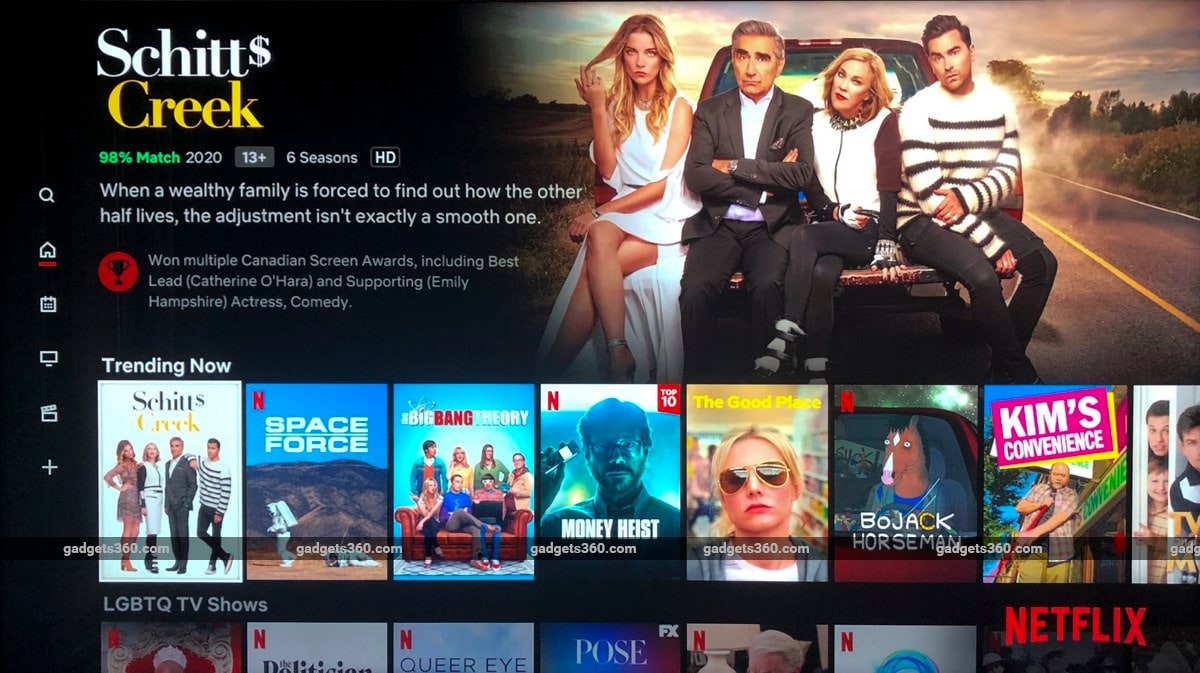 Schitt$
Creek
98% Match 2020 13+ 6 Seasons HD
When a wealthy family is forced to find out how the other
half lives, the adjustment isn't exactly a smooth one.
Won multiple Canadian Screen Awards, including Best
Lead (Catherine O'Hara) and Supporting (Emily
Hampshire) Actress, Comedy.
Trending Now
Schitt$
Creek
N
SPACE
FORCE
THE BIG BANG THEORY
N
TOP
10
MONEY HEIST
The Good Place
N
BOJACK
HORSEMAN
KIM'S
CONVENIENCE
gadgets360.com
gadgets360.com
gadgets360.com
gadgets360.com
gadgets360.com
LGBTQ TV Shows
NETFLIX
N
N
the
Politician
N
QUEER EYE
POSE
FX
N
N